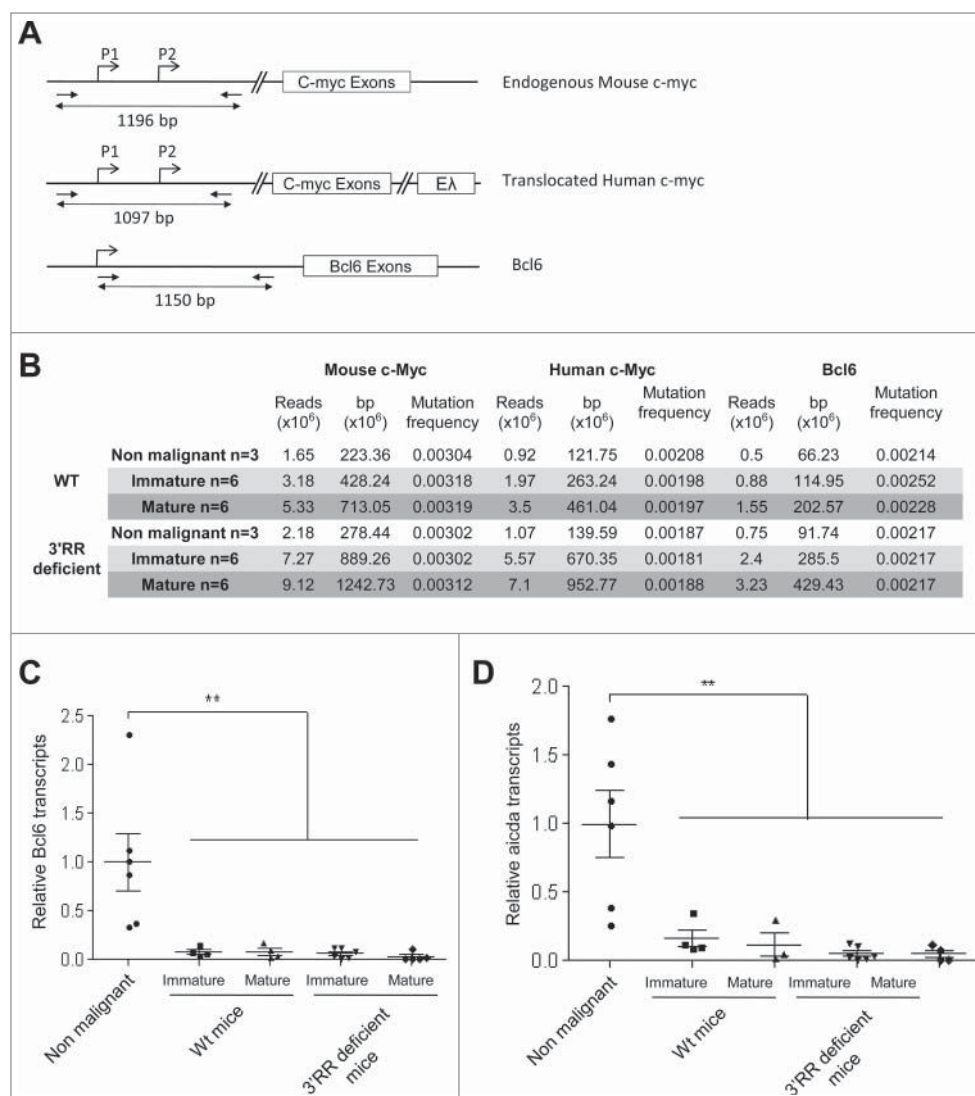 A
P1 P2
C-myc Exons
Endogenous Mouse c-myc
1196 bp
P1 P2
C-myc Exons Eλ
Translocated Human c-myc
1097 bp
Bcl6 Exons
Bcl6
1150 bp
B
Mouse c-Myc Human c-Myc Bcl6
Reads (x10⁶) bp (x10⁶) Mutation frequency Reads (x10⁶) bp (x10⁶) Mutation frequency Reads (x10⁶) bp (x10⁶) Mutation frequency
WT
Non malignant n=3 1.65 223.36 0.00304 0.92 121.75 0.00208 0.5 66.23 0.00214
Immature n=6 3.18 428.24 0.00318 1.97 263.24 0.00198 0.88 114.95 0.00252
Mature n=6 5.33 713.05 0.00319 3.5 461.04 0.00197 1.55 202.57 0.00228
3'RR deficient
Non malignant n=3 2.18 278.44 0.00302 1.07 139.59 0.00187 0.75 91.74 0.00217
Immature n=6 7.27 889.26 0.00302 5.57 670.35 0.00181 2.4 285.5 0.00217
Mature n=6 9.12 1242.73 0.00312 7.1 952.77 0.00188 3.23 429.43 0.00217
C
**
Relative Bcl6 transcripts
2.5
2.0
1.5
1.0
0.5
0.0
Non malignant
Immature Mature Immature Mature
Wt mice
3'RR deficient
mice
D
**
Relative aicda transcripts
2.0
1.5
1.0
0.5
0.0
Non malignant
Immature Mature Immature Mature
Wt mice
3'RR deficient
mice